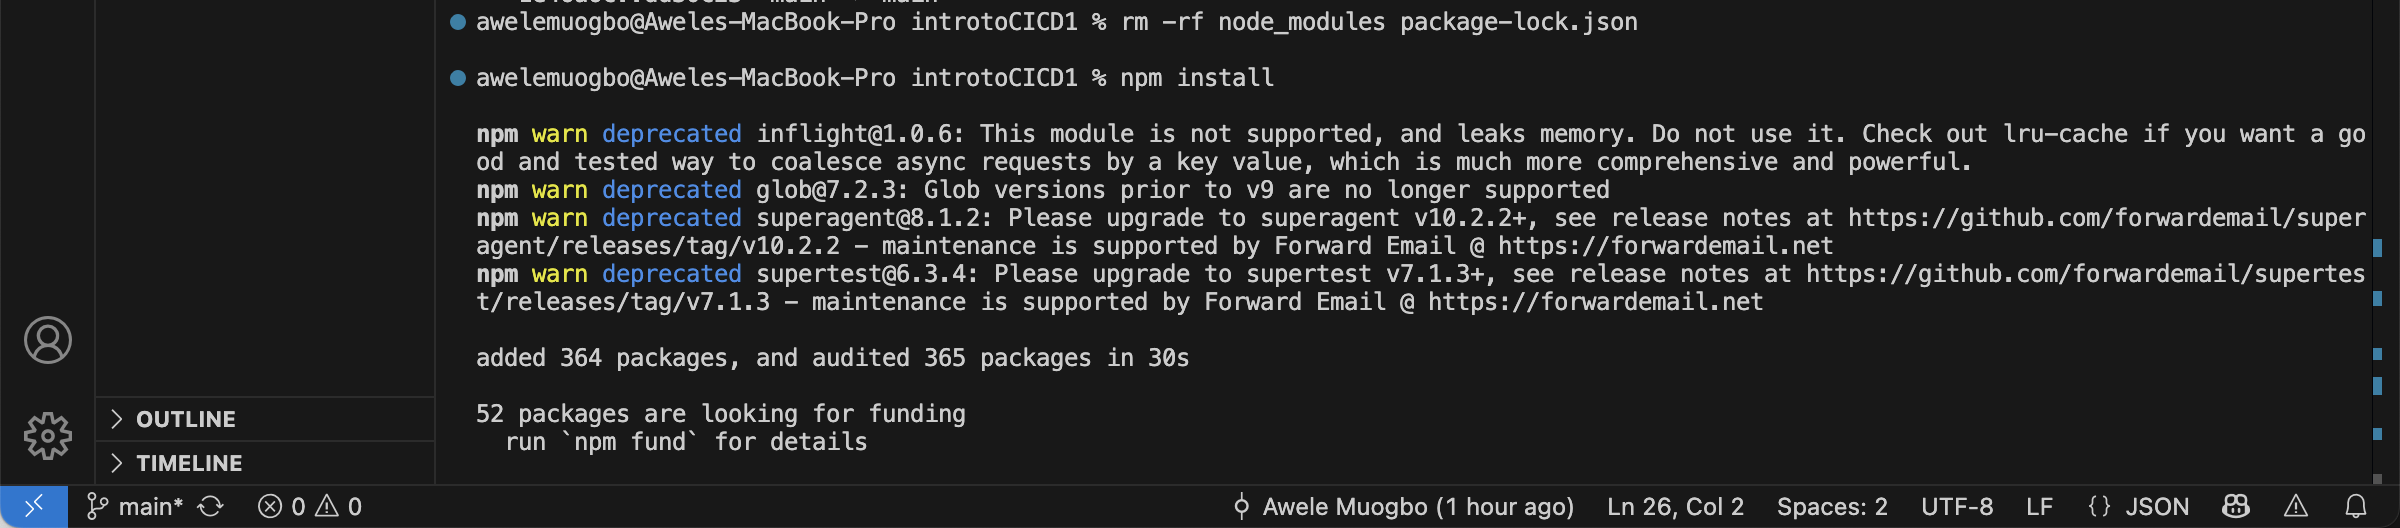 awelemuogbo@Aweles-MacBook-Pro introtoCICD1 % rm -rf node_modules package-lock.json
awelemuogbo@Aweles-MacBook-Pro introtoCICD1 % npm install
npm warn deprecated inflight@1.0.6: This module is not supported, and leaks memory. Do not use it. Check out lru-cache if you want a go
od and tested way to coalesce async requests by a key value, which is much more comprehensive and powerful.
npm warn deprecated glob@7.2.3: Glob versions prior to v9 are no longer supported
npm warn deprecated superagent@8.1.2: Please upgrade to superagent v10.2.2+, see release notes at https://github.com/forwardemail/super
agent/releases/tag/v10.2.2 - maintenance is supported by Forward Email @ https://forwardemail.net
npm warn deprecated supertest@6.3.4: Please upgrade to supertest v7.1.3+, see release notes at https://github.com/forwardemail/supertes
t/releases/tag/v7.1.3 - maintenance is supported by Forward Email @ https://forwardemail.net
added 364 packages, and audited 365 packages in 30s
52 packages are looking for funding
run `npm fund` for details
OUTLINE
TIMELINE
main* 0 0 Awele Muogbo (1 hour ago) Ln 26, Col 2 Spaces: 2 UTF-8 LF {} JSON